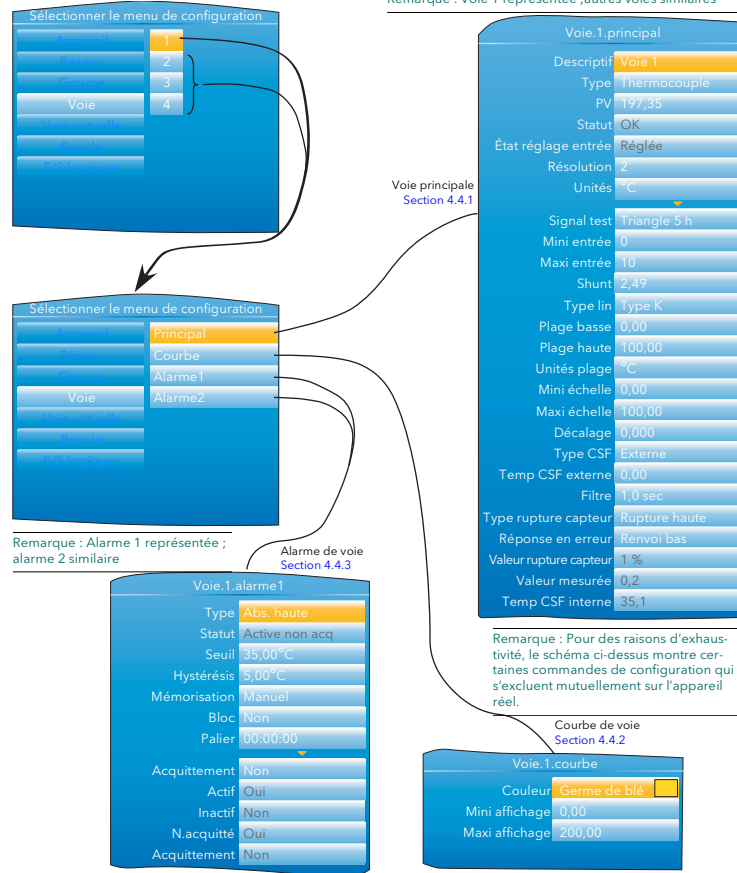 Remarque : Voie 1 représentée ;autres voies similaires
Sélectionner le menu de configuration
Appareil 1
Réseau 2
Groupe 3
Voie 4
Voie virtuelle
Boucle
E/S logiques
Voie.1.principal
Descriptif Voie 1
Type Thermocouple
PV 197,35
Statut OK
État réglage entrée Réglée
Résolution 2
Unités °C
Signal test Triangle 5 h
Mini entrée 0
Maxi entrée 10
Shunt 2,49
Type lin Type K
Plage basse 0,00
Plage haute 100,00
Unités plage °C
Mini échelle 0,00
Maxi échelle 100,00
Décalage 0,000
Type CSF Externe
Temp CSF externe 0,00
Filtre 1,0 sec
Type rupture capteur Rupture haute
Réponse en erreur Renvoi bas
Valeur rupture capteur 1 %
Valeur mesurée 0,2
Temp CSF interne 35,1
Voie principale
Section 4.4.1
Sélectionner le menu de configuration
Appareil Principal
Réseau Courbe
Groupe Alarme1
Voie Alarme2
Voie virtuelle
Boucle
E/S logiques
Remarque : Alarme 1 représentée ;
alarme 2 similaire
Alarme de voie
Section 4.4.3
Voie.1.alarme1
Type Abs. haute
Statut Active non acq
Seuil 35,00°C
Hystérésis 5,00°C
Mémorisation Manuel
Bloc Non
Palier 00:00:00
Acquittement Non
Actif Oui
Inactif Non
N.acquitté Oui
Acquittement Non
Remarque : Pour des raisons d'exhaus-
tivité, le schéma ci-dessus montre cer-
taines commandes de configuration qui
s'excluent mutuellement sur l'appareil
réel.
Courbe de voie
Section 4.4.2
Voie.1.courbe
Couleur Germe de blé
Mini affichage 0,00
Maxi affichage 200,00